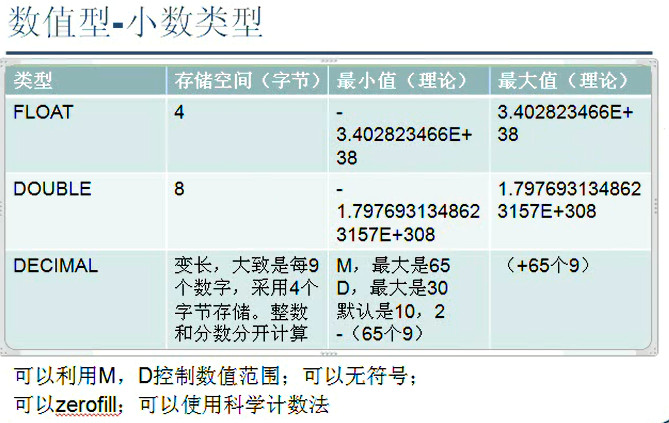 数值型-小数类型
类型 存储空间（字节） 最小值（理论） 最大值（理论）
FLOAT 4 - 3.402823466E+
3.402823466E+ 38
38
DOUBLE 8 - 1.797693134862
1.797693134862 3157E+308
3157E+308
DECIMAL 变长，大致是每9 M，最大是65 （+65个9）
个数字，采用4个 D，最大是30
字节存储。整数 默认是10，2
和分数分开计算 -（65个9）
可以利用M，D控制数值范围；可以无符号；
可以zerofill；可以使用科学计数法